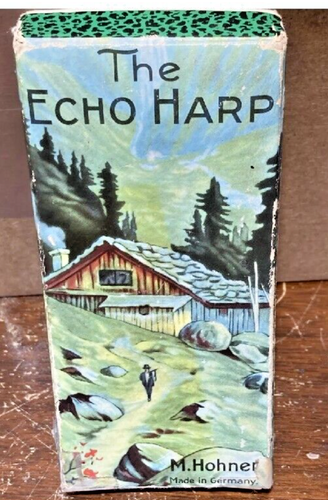 The
ECHO HARP
M. Hohner
Made in Germany.